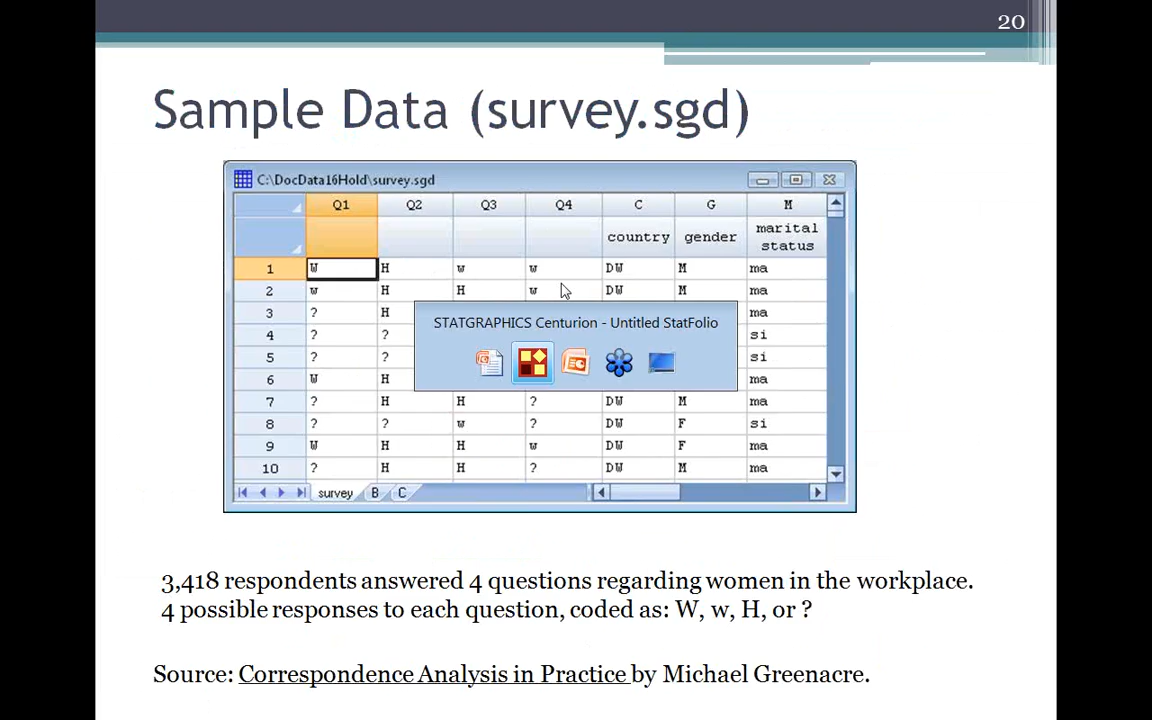 20
Sample Data (survey.sgd)
C:\DocData16Hold\survey.sgd
Q1 Q2 Q3 Q4 C G M
country gender marital status
1 W H w w DW M ma
2 w H H w DW M ma
3 ? H ma
STATGRAPHICS Centurion - Untitled StatFolio
4 ? ? si
5 ? ? si
6 W H ma
7 ? H H ? DW M ma
8 ? ? w ? DW F si
9 W H H w DW F ma
10 ? H H ? DW M ma
survey B C
3,418 respondents answered 4 questions regarding women in the workplace.
4 possible responses to each question, coded as: W, w, H, or ?
Source: Correspondence Analysis in Practice by Michael Greenacre.